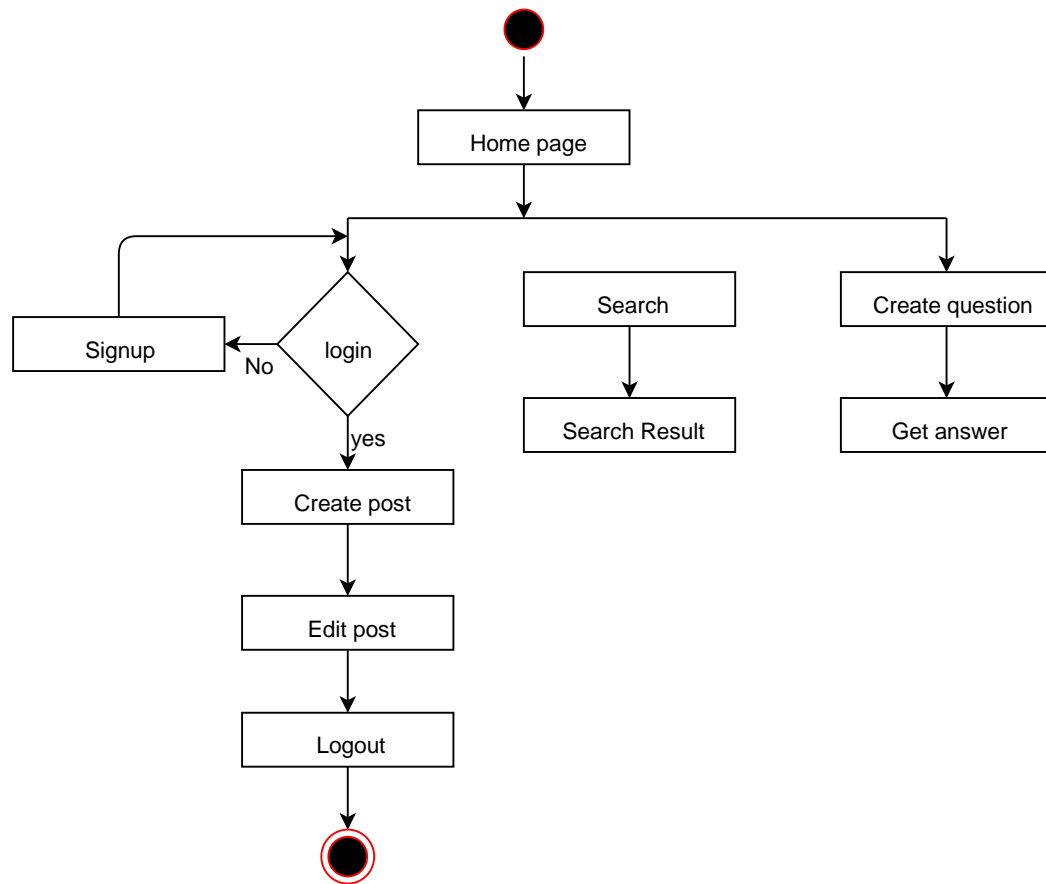 Home page
login
Search
Create question
Signup
No
Search Result
Get answer
yes
Create post
Edit post
Logout